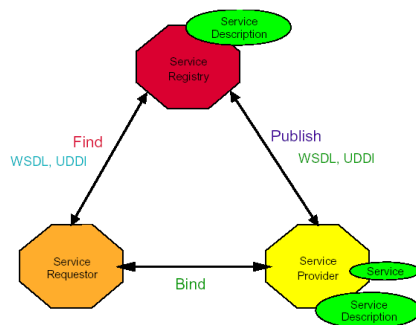 Service
Description
Service
Registry
Find
WSDL, UDDI
Publish
WSDL, UDDI
Service
Requestor
Bind
Service
Provider
Service
Service
Description